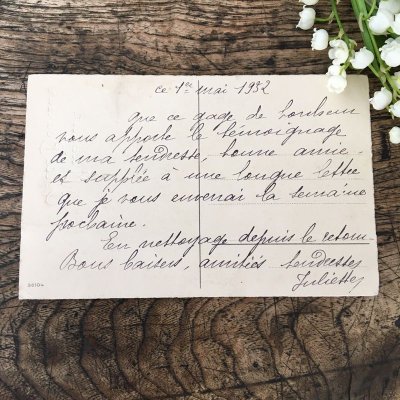 ce 1er mai 1932
Que ce gage de bonheur
vous apporte le témoignage
de ma tendresse, bonne amie
et supplée à une longue lettre
que je vous enverrai la semaine
prochaine.
En nettoyage depuis le retour.
Bons baisers, amitiés tendresses
Juliette